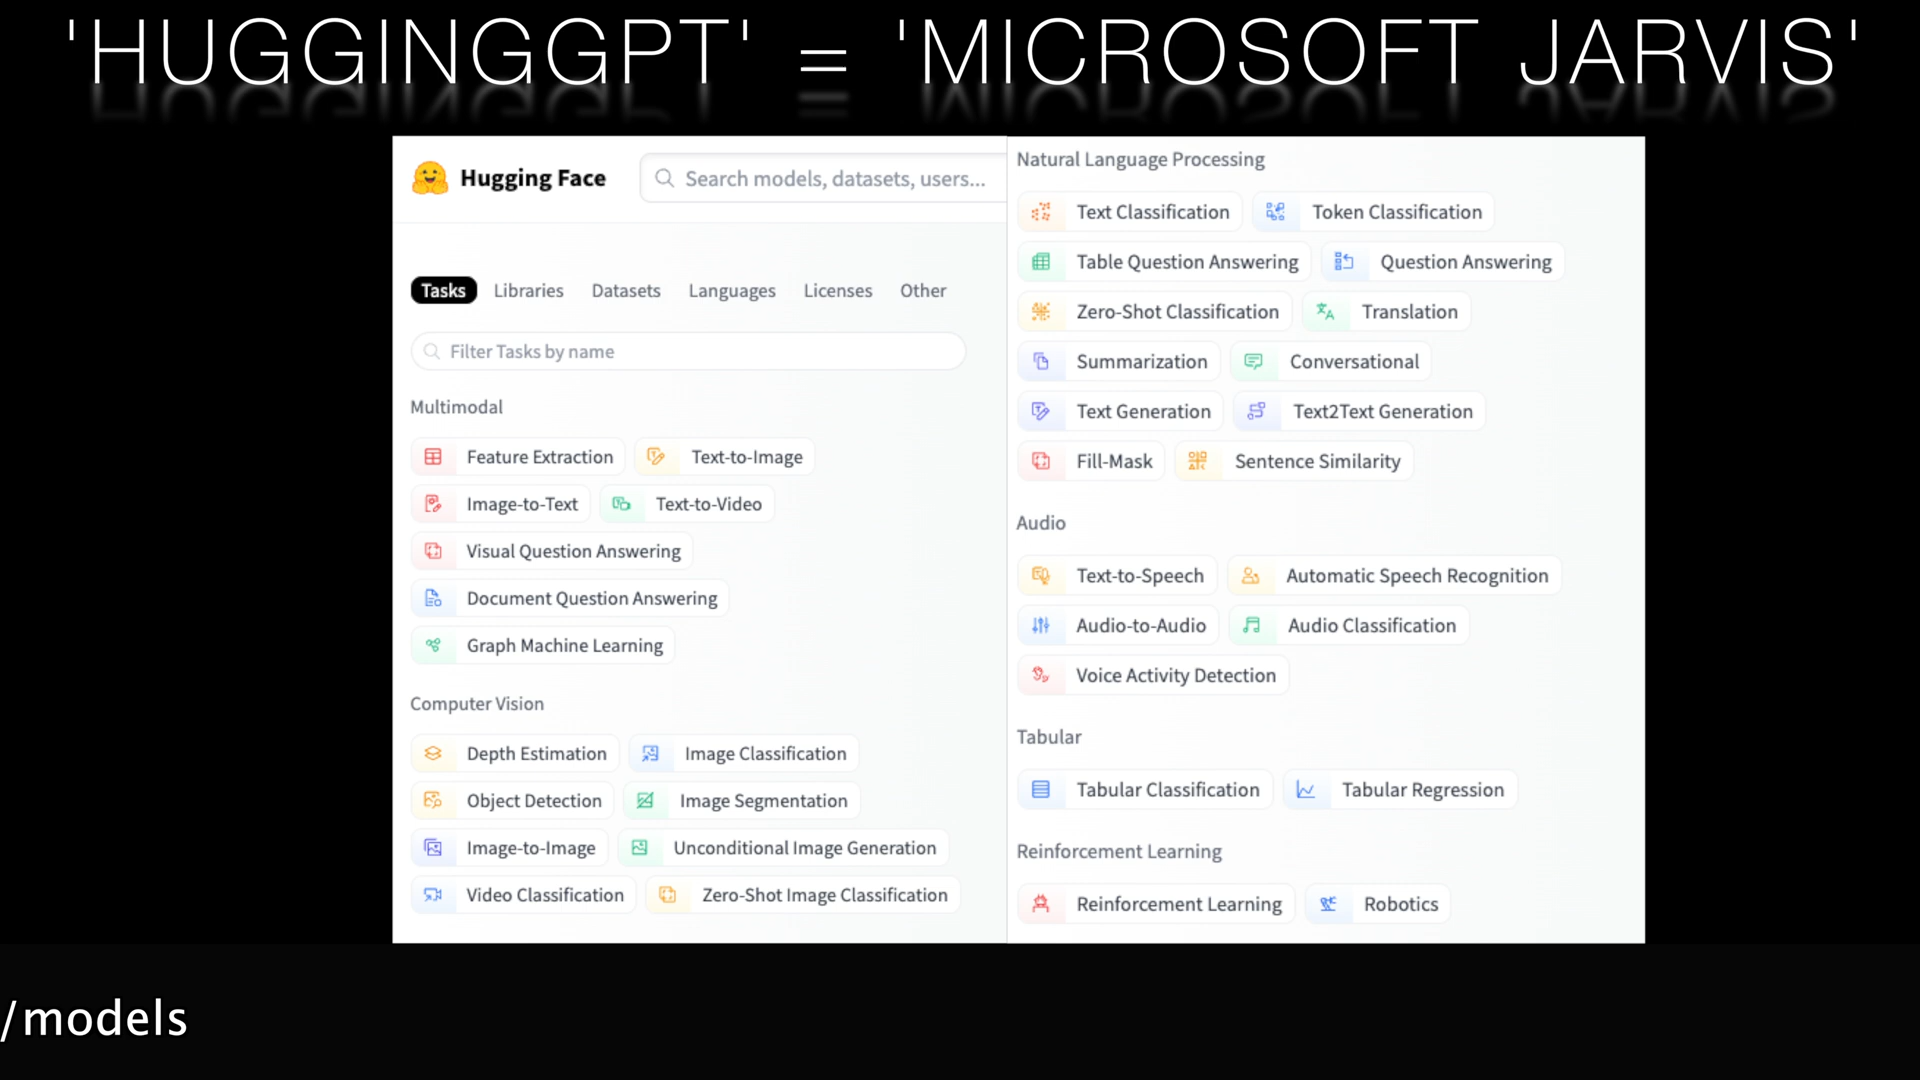 'HUGGINGGPT' = 'MICROSOFT JARVIS'
Hugging Face
Search models, datasets, users...
Tasks Libraries Datasets Languages Licenses Other
Filter Tasks by name
Multimodal
Feature Extraction Text-to-Image
Image-to-Text Text-to-Video
Visual Question Answering
Document Question Answering
Graph Machine Learning
Computer Vision
Depth Estimation Image Classification
Object Detection Image Segmentation
Image-to-Image Unconditional Image Generation
Video Classification Zero-Shot Image Classification
Natural Language Processing
Text Classification Token Classification
Table Question Answering Question Answering
Zero-Shot Classification Translation
Summarization Conversational
Text Generation Text2Text Generation
Fill-Mask Sentence Similarity
Audio
Text-to-Speech Automatic Speech Recognition
Audio-to-Audio Audio Classification
Voice Activity Detection
Tabular
Tabular Classification Tabular Regression
Reinforcement Learning
Reinforcement Learning Robotics
/models